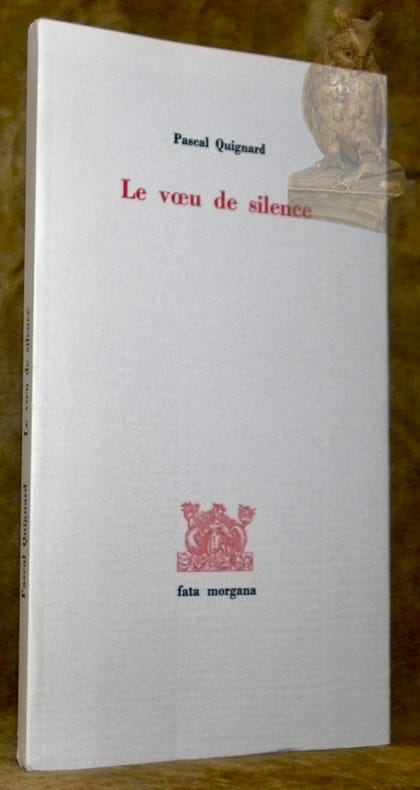 Pascal Quignard
Le vœu de silence
fata morgana
Pascal Quignard Le vœu de silence